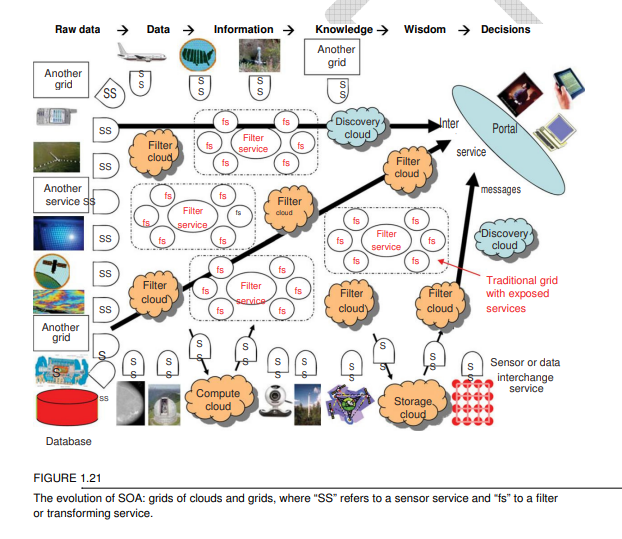 Raw data → Data → Information → Knowledge → Wisdom → Decisions
Another
grid
SS
S
S
S
S
S
S
Another
grid
S
S
SS
Filter
cloud
fs
fs
fs
Filter
service
fs
fs
fs
Discovery
cloud
Inter
Portal
service
messages
SS
Another
service SS
fs
fs
fs
Filter
service
fs
fs
fs
Filter
cloud
Filter
cloud
SS
fs
fs
fs
Filter
service
fs
fs
fs
Discovery
cloud
SS
Filter
cloud
fs
fs
fs
Filter
service
fs
fs
fs
Filter
cloud
Filter
cloud
Traditional grid
with exposed
services
SS
Another
grid
S
S
SS
Database
S
S
S
S
S
S
S
S
Compute
cloud
S
S
S
S
S
S
S
S
Storage
cloud
S
S
S
S
Sensor or data
interchange
service
FIGURE 1.21
The evolution of SOA: grids of clouds and grids, where “SS” refers to a sensor service and “fs” to a filter
or transforming service.